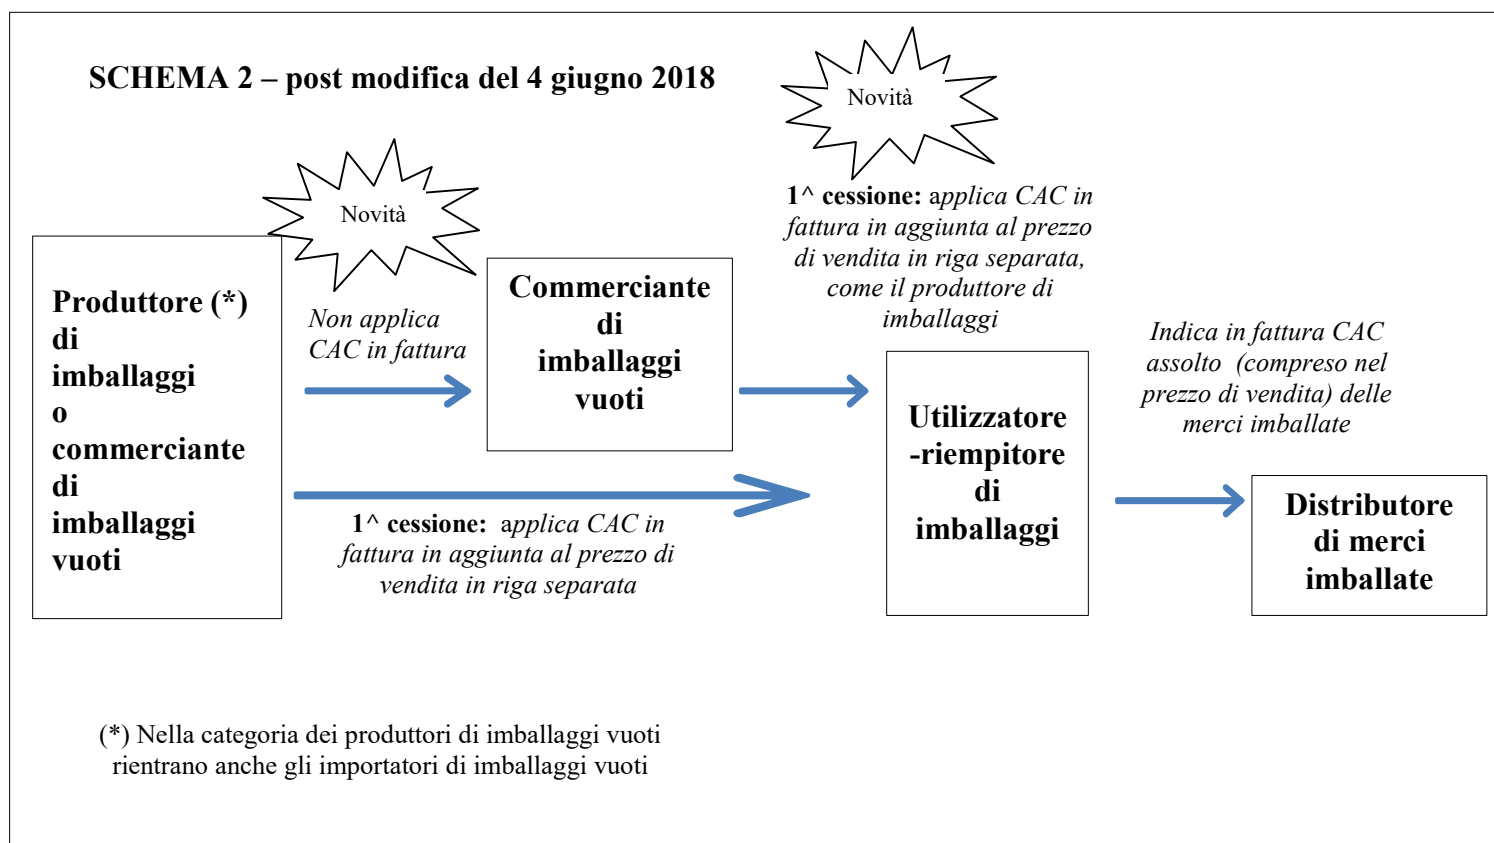 SCHEMA 2 – post modifica del 4 giugno 2018
Novità
Novità
Produttore (*)
di
imballaggi
o
commerciante
di
imballaggi
vuoti
Non applica
CAC in fattura
Commerciante
di
imballaggi
vuoti
1^ cessione: applica CAC in
fattura in aggiunta al prezzo
di vendita in riga separata,
come il produttore di
imballaggi
1^ cessione:  applica CAC in
fattura in aggiunta al prezzo di
vendita in riga separata
Utilizzatore
-riempitore
di
imballaggi
Indica in fattura CAC
assolto  (compreso nel
prezzo di vendita) delle
merci imballate
Distributore
di merci
imballate
(*) Nella categoria dei produttori di imballaggi vuoti
rientrano anche gli importatori di imballaggi vuoti